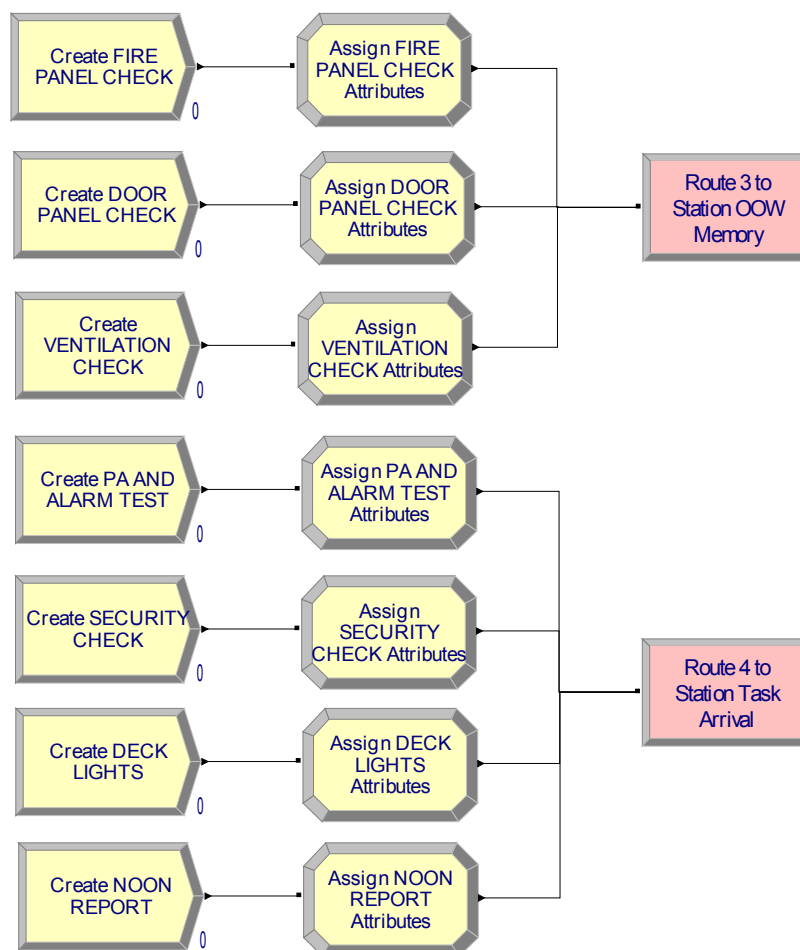 Create FIRE
PANEL CHECK
0
Assign FIRE
PANEL CHECK
Attributes
Create DOOR
PANEL CHECK
0
Assign DOOR
PANEL CHECK
Attributes
Route 3 to
Station OOW
Memory
Create
VENTILATION
CHECK
0
Assign
VENTILATION
CHECK Attributes
Create PA AND
ALARM TEST
0
Assign PA AND
ALARM TEST
Attributes
Create SECURITY
CHECK
0
Assign
SECURITY
CHECK Attributes
Route 4 to
Station Task
Arrival
Create DECK
LIGHTS
0
Assign DECK
LIGHTS
Attributes
Create NOON
REPORT
0
Assign NOON
REPORT
Attributes